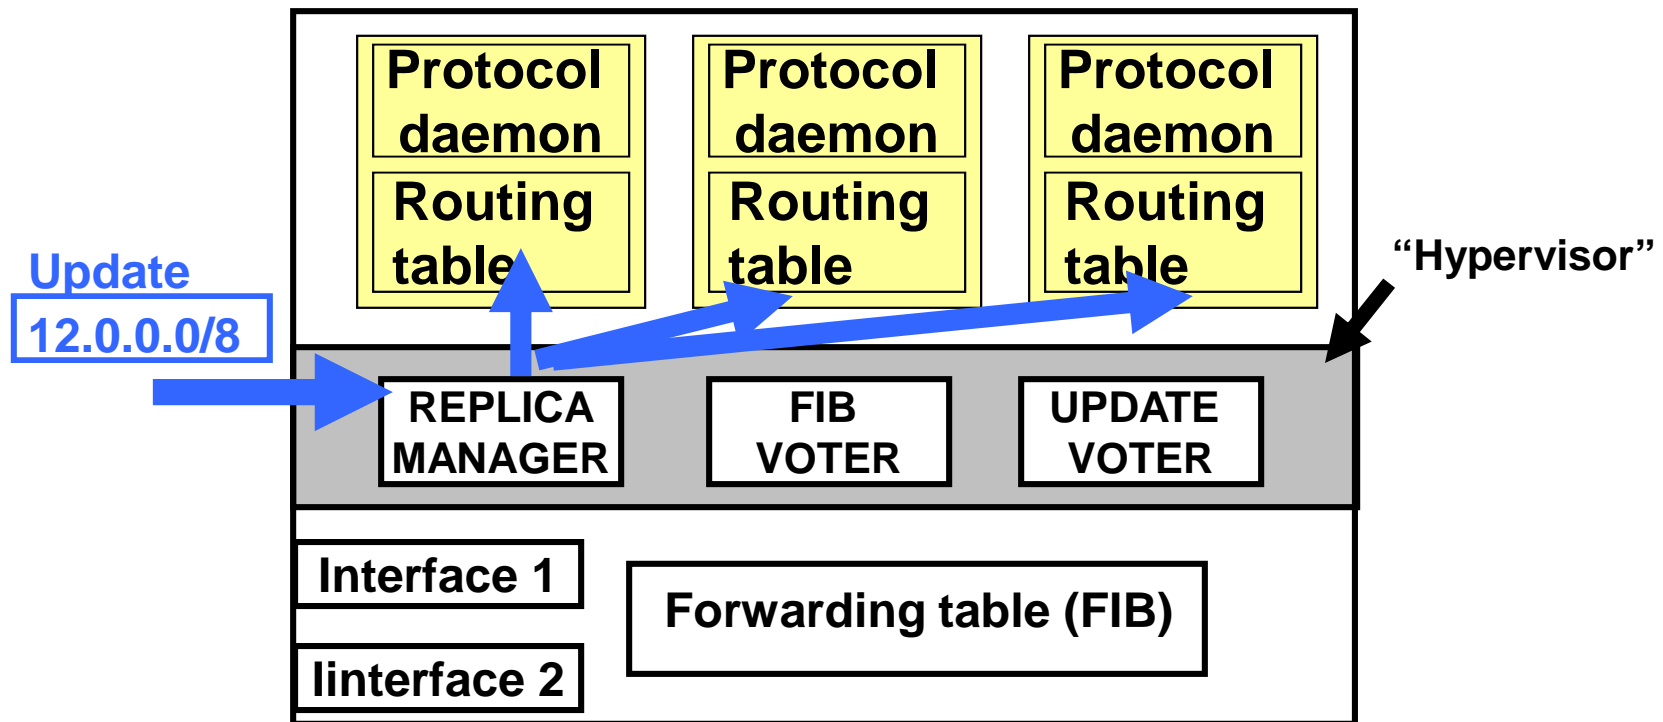 Protocol
daemon
Routing
table
Protocol
daemon
Routing
table
Protocol
daemon
Routing
table
Update
12.0.0.0/8
“Hypervisor”
REPLICA
MANAGER
FIB
VOTER
UPDATE
VOTER
Interface 1
Iinterface 2
Forwarding table (FIB)